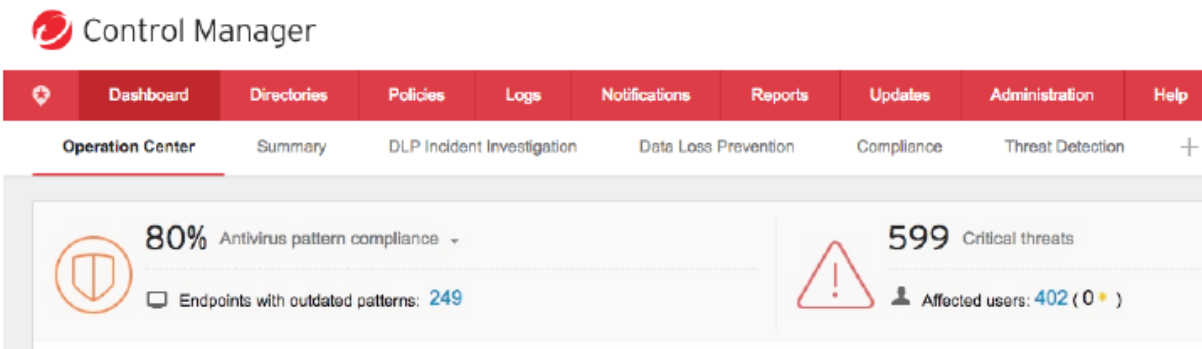 Control Manager
Dashboard Directories Policies Logs Notifications Reports Updates Administration Help
Operation Center Summary DLP Incident Investigation Data Loss Prevention Compliance Threat Detection +
80% Antivirus pattern compliance
599 Critical threats
Endpoints with outdated patterns: 249
Affected users: 402 ( 0 * )